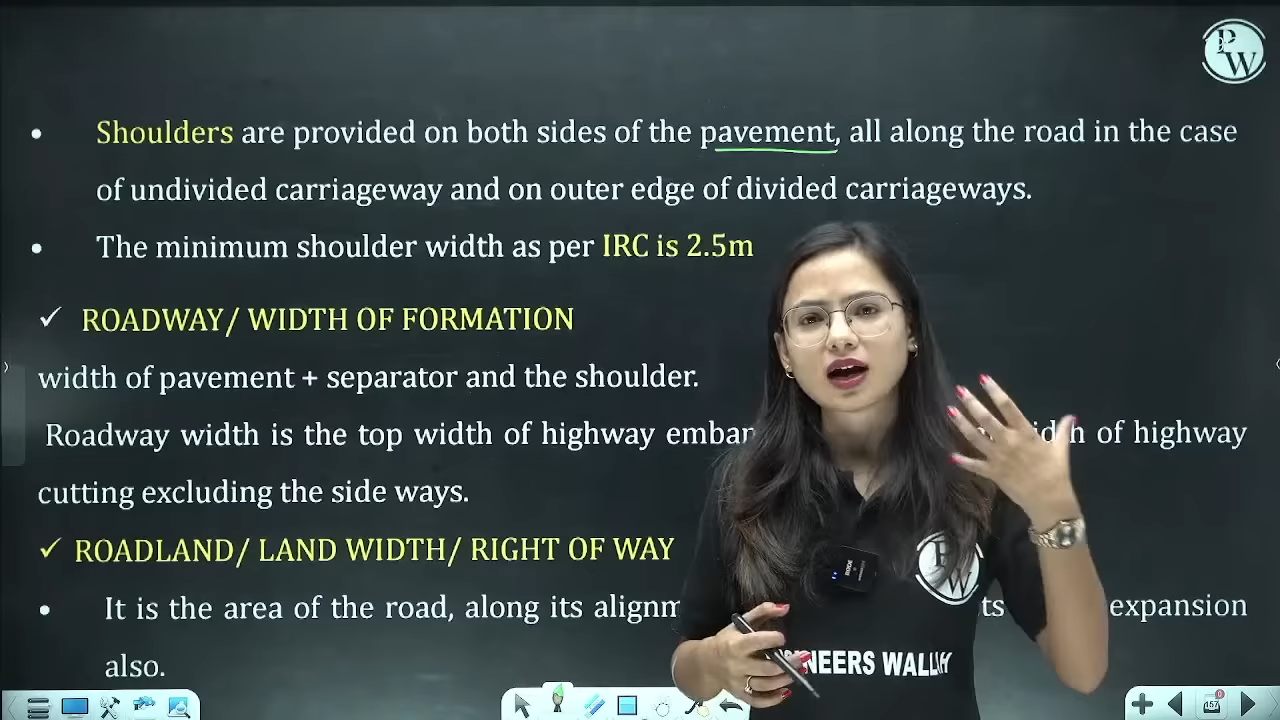 PW
Shoulders are provided on both sides of the pavement, all along the road in the case
of undivided carriageway and on outer edge of divided carriageways.
The minimum shoulder width as per IRC is 2.5m
✓ ROADWAY/ WIDTH OF FORMATION
width of pavement + separator and the shoulder.
Roadway width is the top width of highway of highway
cutting excluding the side ways.
✓ ROADLAND/ LAND WIDTH/ RIGHT OF WAY
It is the area of the road, along its expansion
also.
PW
WALLAH
157